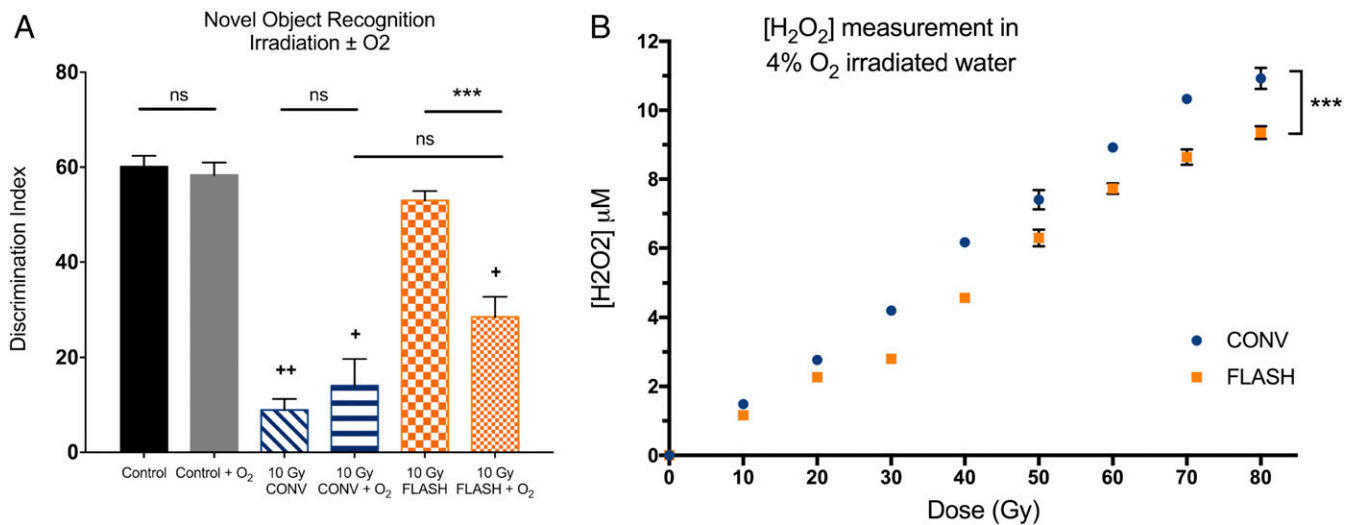 A
Novel Object Recognition
Irradiation ± O2
Discrimination Index
80
60
40
20
0
ns
ns
***
ns
++
+
+
Control
Control + O₂
10 Gy
CONV
10 Gy
CONV + O₂
10 Gy
FLASH
10 Gy
FLASH + O₂
B
[H₂O₂] measurement in
4% O₂ irradiated water
[H2O2] μM
12
10
8
6
4
2
0
***
CONV
FLASH
0 10 20 30 40 50 60 70 80
Dose (Gy)